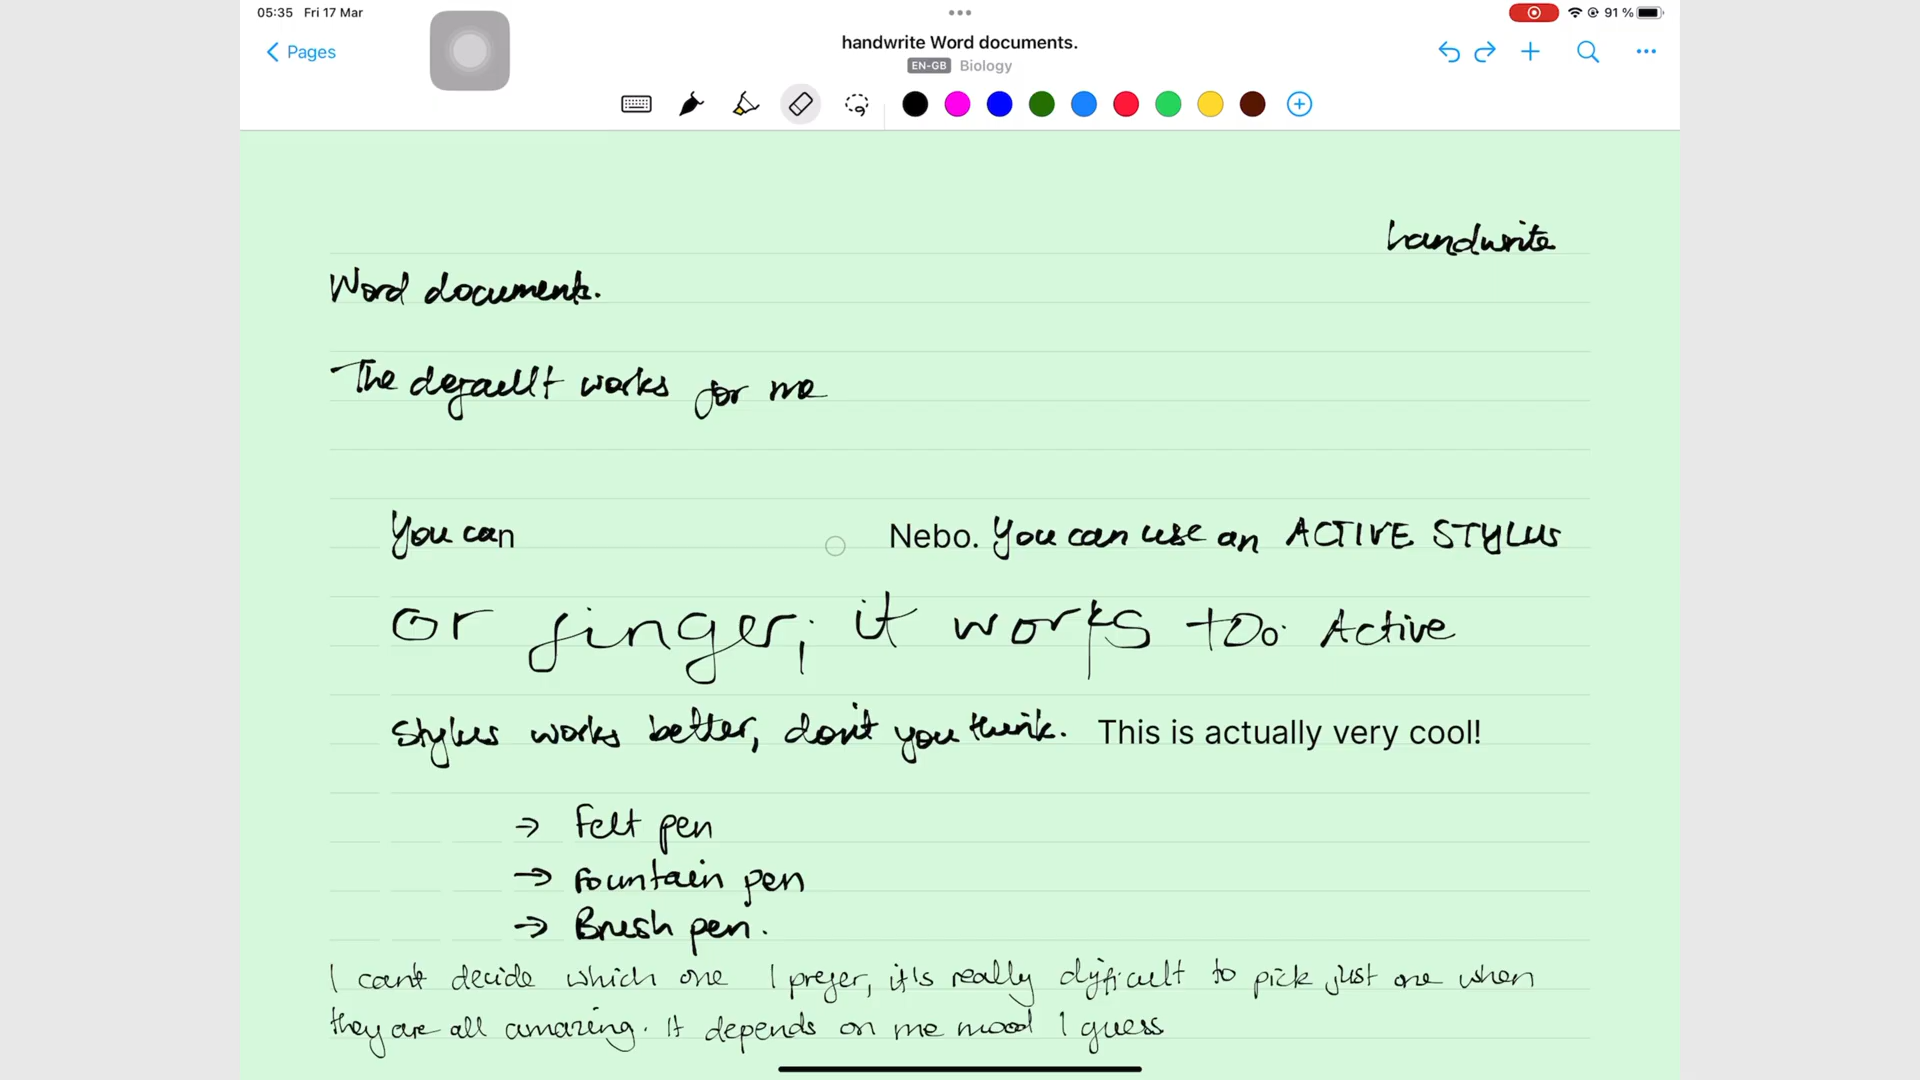 05:35 Fri 17 Mar
91 %
Pages
handwrite Word documents.
EN-GB Biology
handwrite
Word documents.
The default works for me
You can Nebo. You can use an ACTIVE STYLUS
or finger, it works too. Active
Stylus works better, don't you think. This is actually very cool!
→ Felt pen
→ Fountain pen
→ Brush pen.
I can't decide which one I prefer, it's really difficult to pick just one when
they are all amazing. It depends on me mood I guess